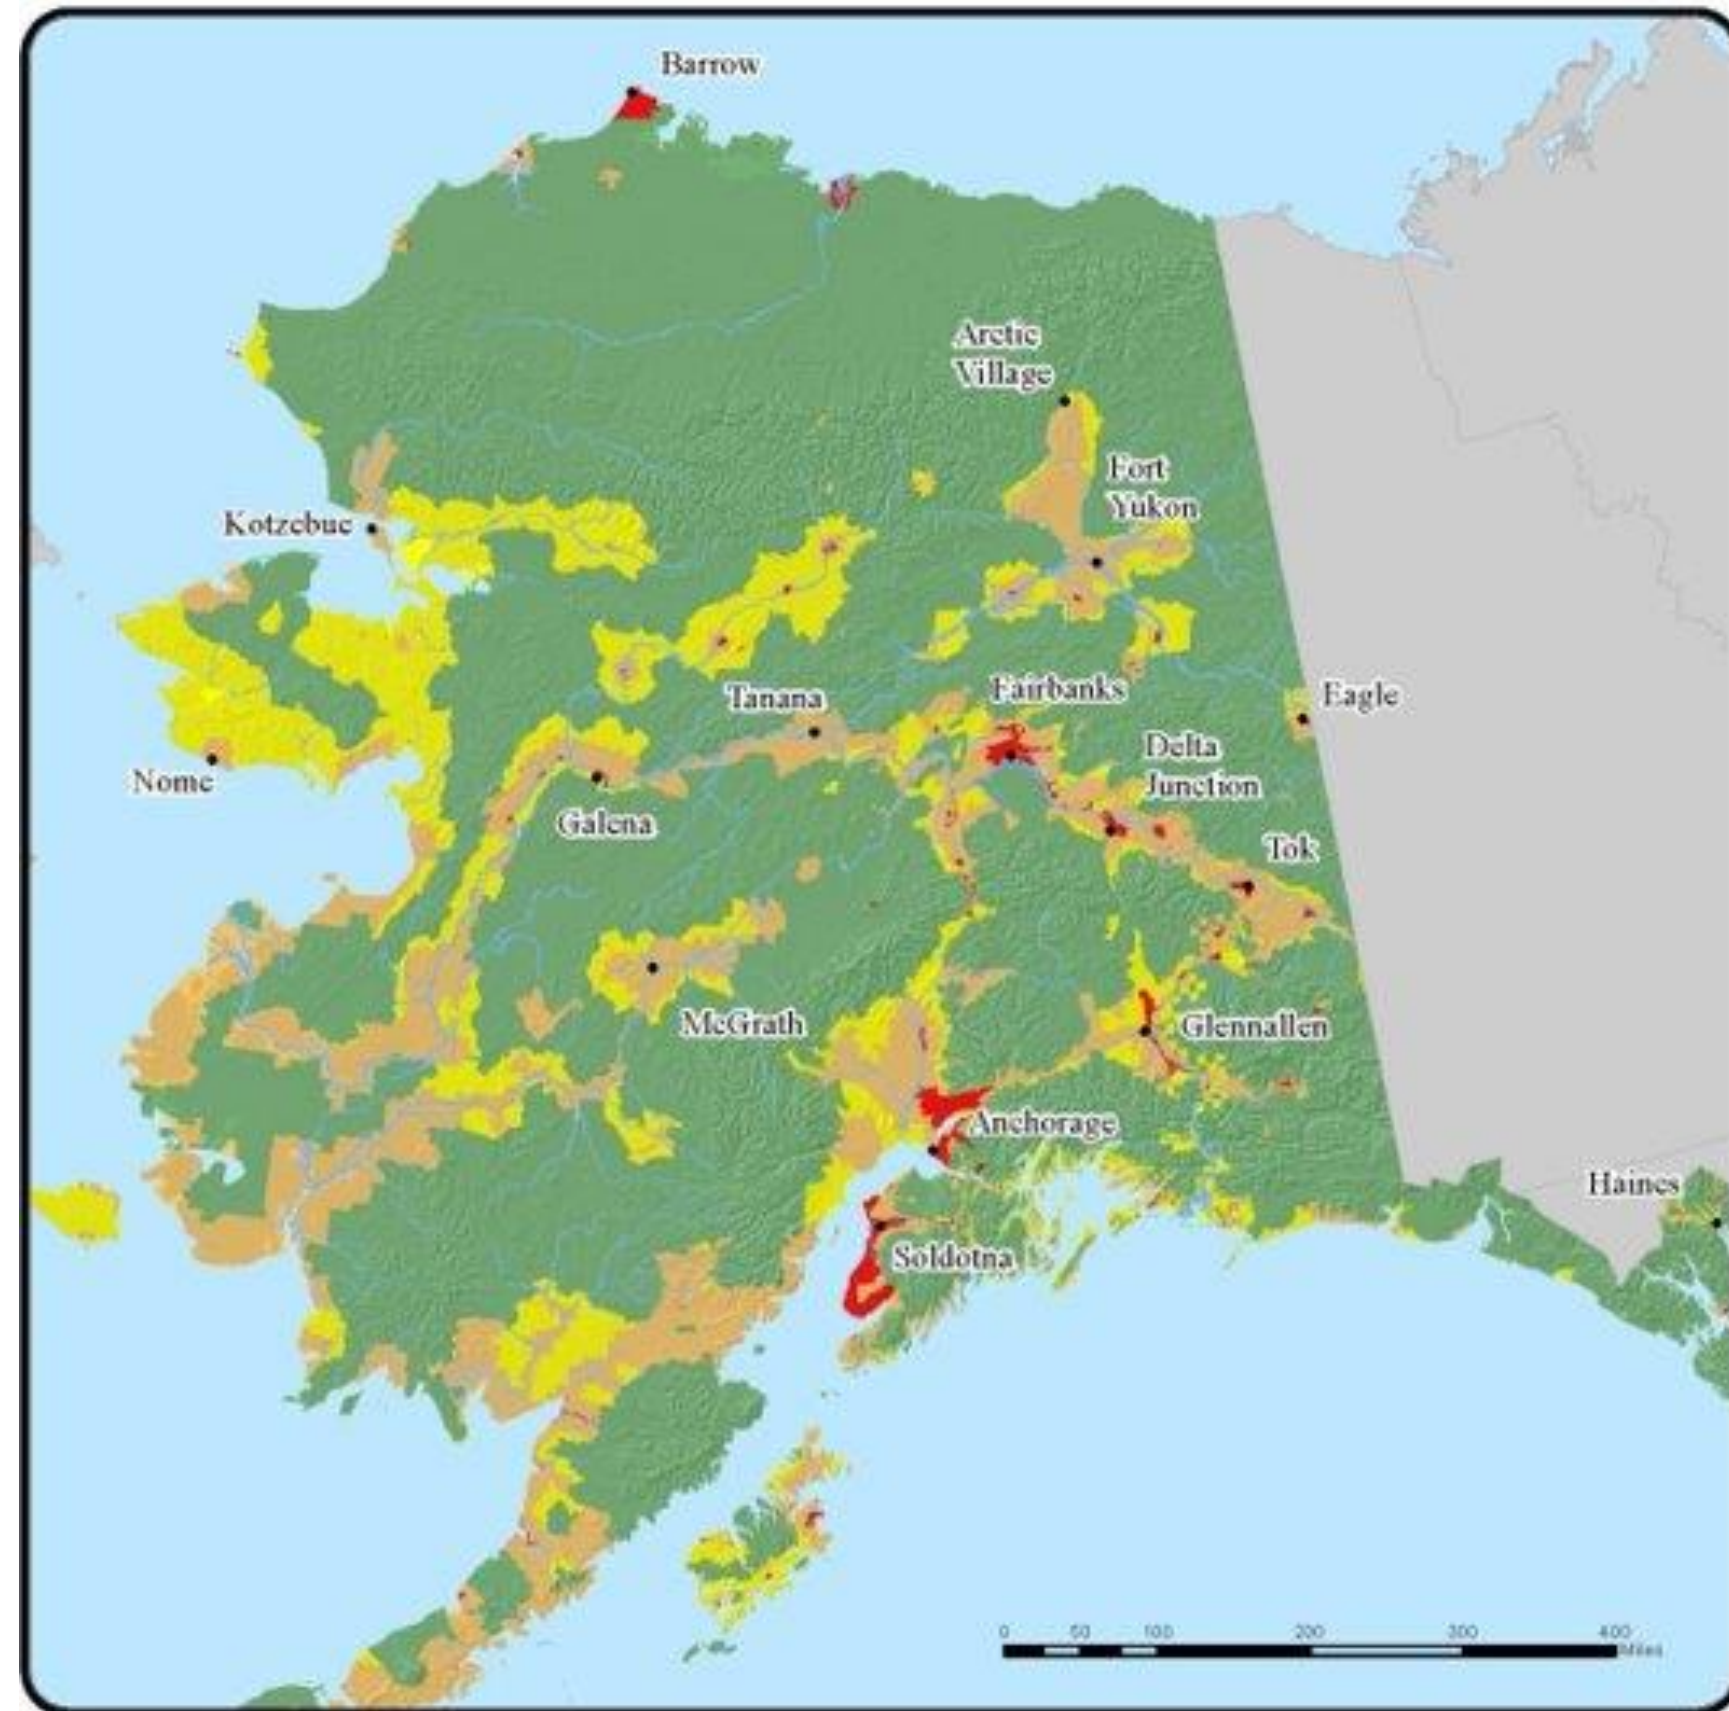 Barrow
Arctic
Village
Fort
Yukon
Kotzebue
Tanana
Fairbanks
Eagle
Nome
Delta
Junction
Galena
Tok
McGrath
Glennallen
Anchorage
Haines
Soldotna
0 50 100 200 300 400
Miles